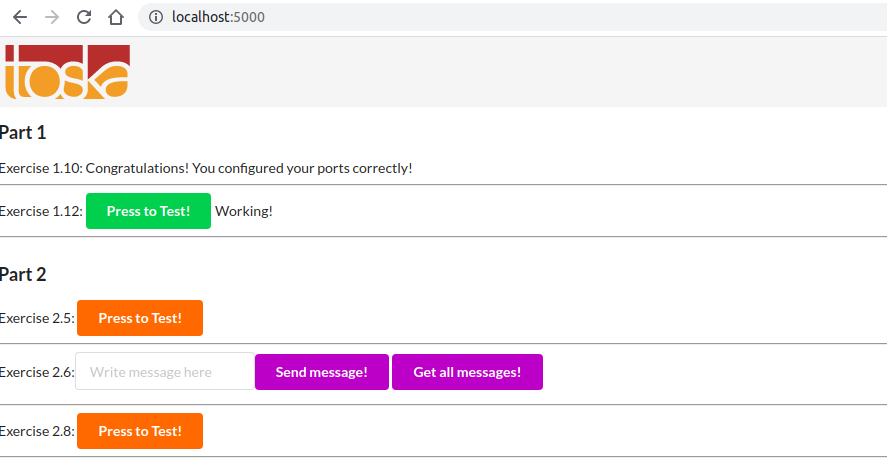 localhost:5000
toska
Part 1
Exercise 1.10: Congratulations! You configured your ports correctly!
Exercise 1.12: Press to Test! Working!
Part 2
Exercise 2.5: Press to Test!
Exercise 2.6: Write message here Send message! Get all messages!
Exercise 2.8: Press to Test!